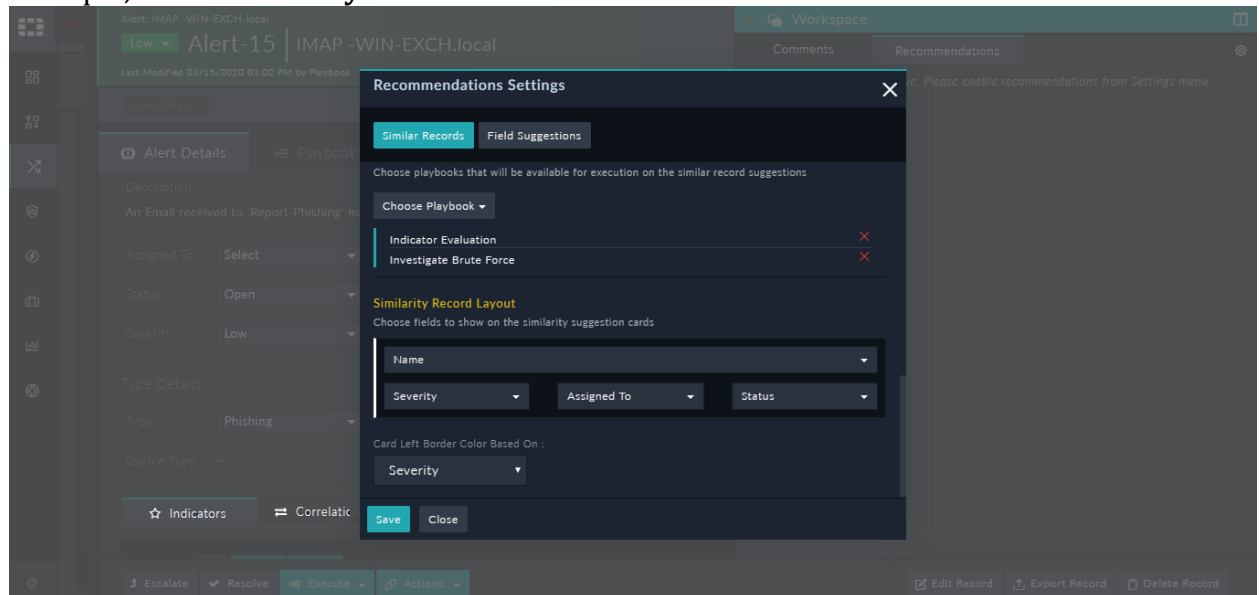 Alert: IMAP -WIN-EXCH.local
Low Alert-15 IMAP -WIN-EXCH.local
Last Modified 01/15/2020 01:02 PM by Playbook
+ Add Tags
Alert Details Playbooks
Description
An Email received to 'Report-Phishing' m
Assigned To Select
Status Open
Severity Low
Type Details
Type Phishing
Source Type --
Indicators Correlatic
Escalate Resolve Execute Actions
Workspace
Comments Recommendations
Please enable recommendations from Settings menu.
Recommendations Settings
Similar Records Field Suggestions
Choose playbooks that will be available for execution on the similar record suggestions
Choose Playbook
Indicator Evaluation
Investigate Brute Force
Similarity Record Layout
Choose fields to show on the similarity suggestion cards
Name
Severity Assigned To Status
Card Left Border Color Based On :
Severity
Save Close
Edit Record Export Record Delete Record